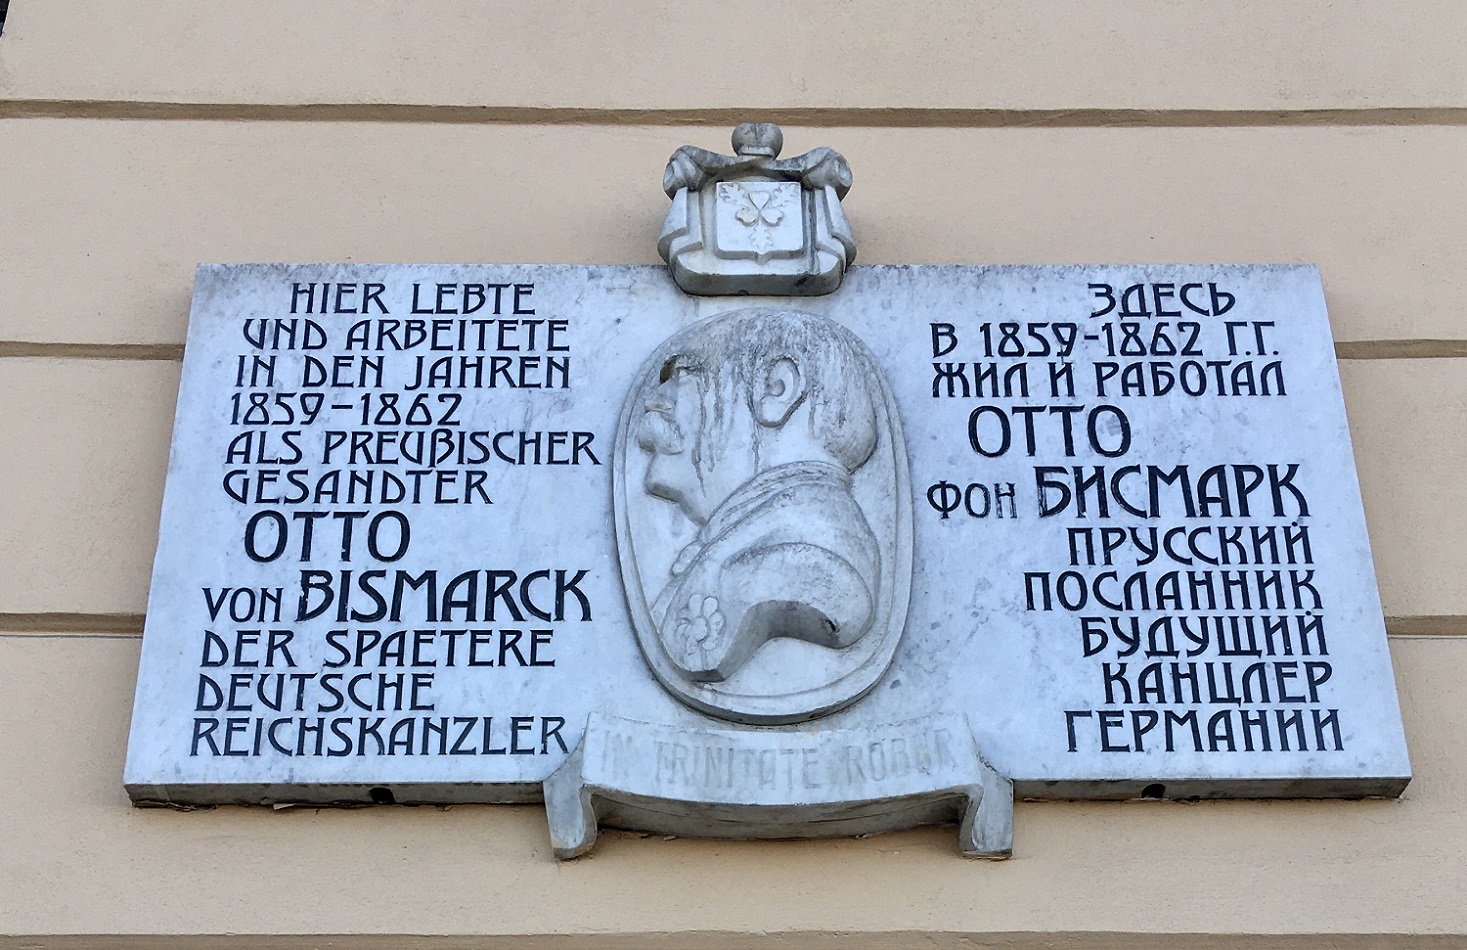 HIER LEBTE
UND ARBEITETE
IN DEN JAHREN
1859-1862
ALS PREUßISCHER
GESANDTER
OTTO
VON BISMARCK
DER SPAETERE
DEUTSCHE
REICHSKANZLER
IN TRINITATE ROBUR
ЗДЕСЬ
В 1859-1862 Г.Г.
ЖИЛ И РАБОТАЛ
ОТТО
ФОН БИСМАРК
ПРУССКИЙ
ПОСЛАННИК
БУДУЩИЙ
КАНЦЛЕР
ГЕРМАНИИ